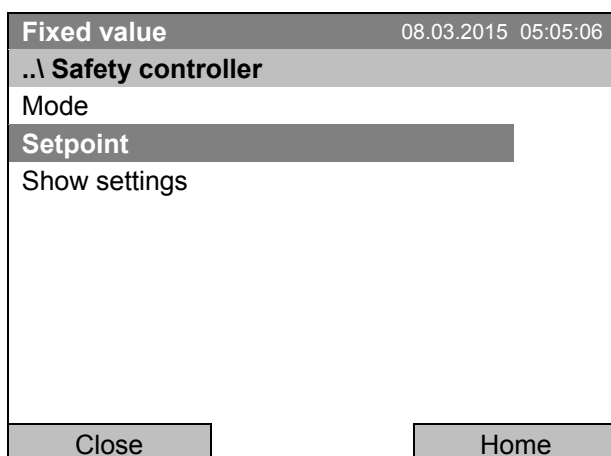 Fixed value 08.03.2015 05:05:06
..\ Safety controller
Mode
Setpoint
Show settings
Close Home